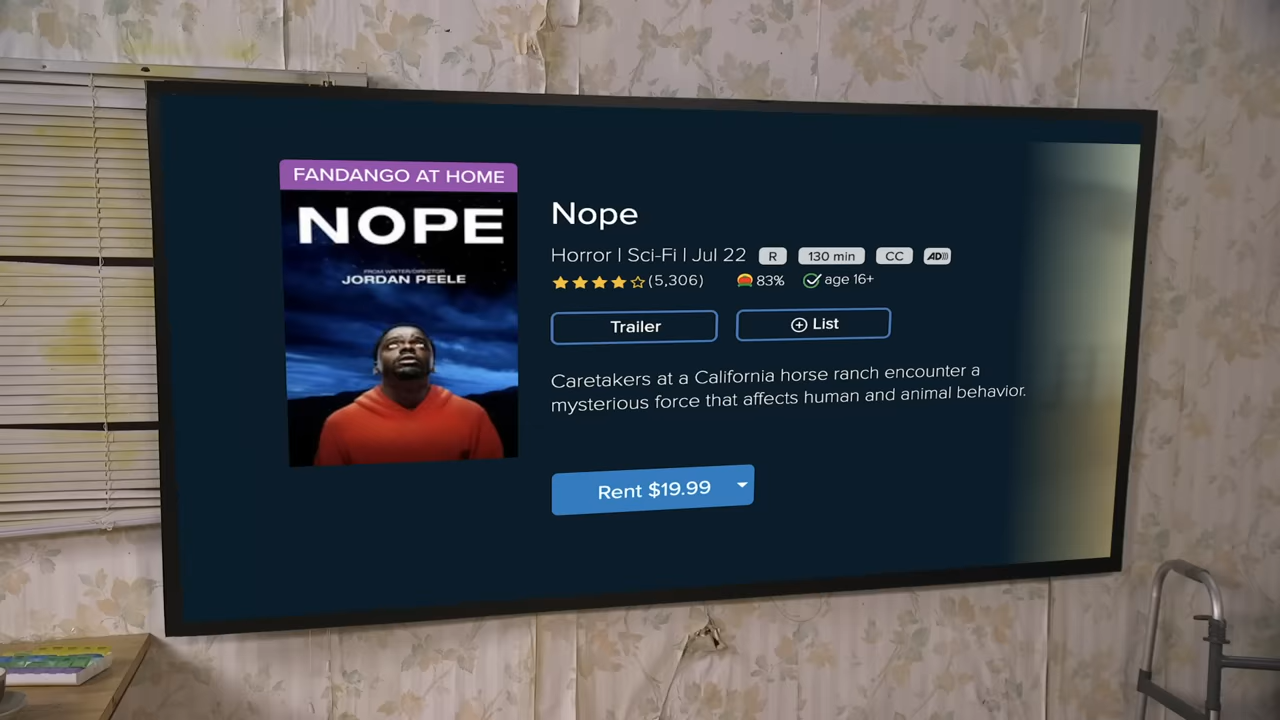 FANDANGO AT HOME
NOPE
FROM WRITER/DIRECTOR
JORDAN PEELE
Nope
Horror | Sci-Fi | Jul 22 R 130 min CC AD
(5,306) 83% age 16+
Trailer
List
Caretakers at a California horse ranch encounter a
mysterious force that affects human and animal behavior.
Rent $19.99